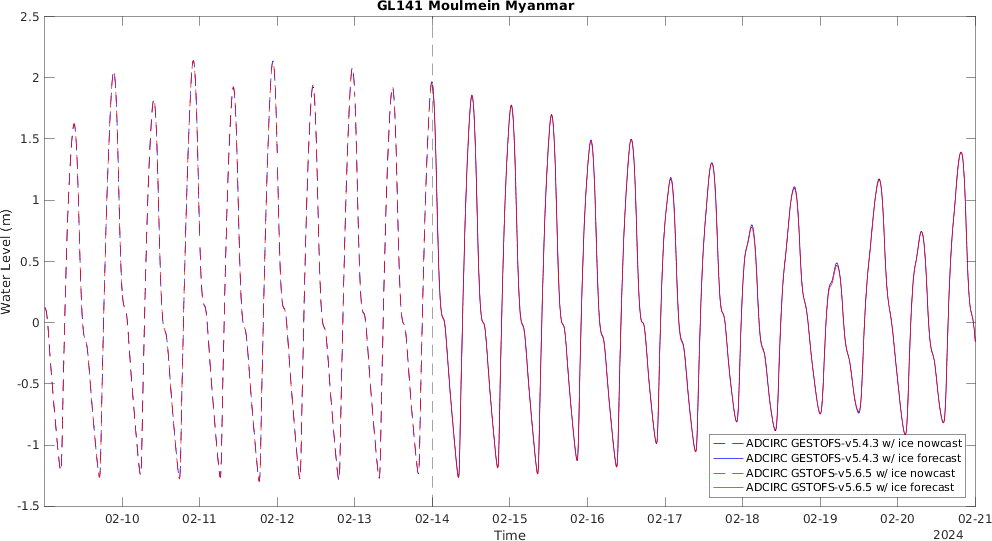 GL141 Moulmein Myanmar
2.5
2
1.5
1
0.5
0
-0.5
-1
-1.5
Water Level (m)
02-10 02-11 02-12 02-13 02-14 02-15 02-16 02-17 02-18 02-19 02-20 02-21
Time
2024
ADCIRC GESTOFS-v5.4.3 w/ ice nowcast
ADCIRC GESTOFS-v5.4.3 w/ ice forecast
ADCIRC GSTOFS-v5.6.5 w/ ice nowcast
ADCIRC GSTOFS-v5.6.5 w/ ice forecast